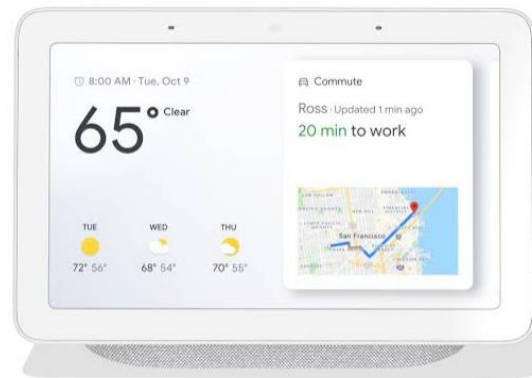 8:00 AM · Tue, Oct 9
65° Clear
TUE
WED
THU
72° 56°
68° 54°
70° 55°
Commute
Ross · Updated 1 min ago
20 min to work
San Francisco